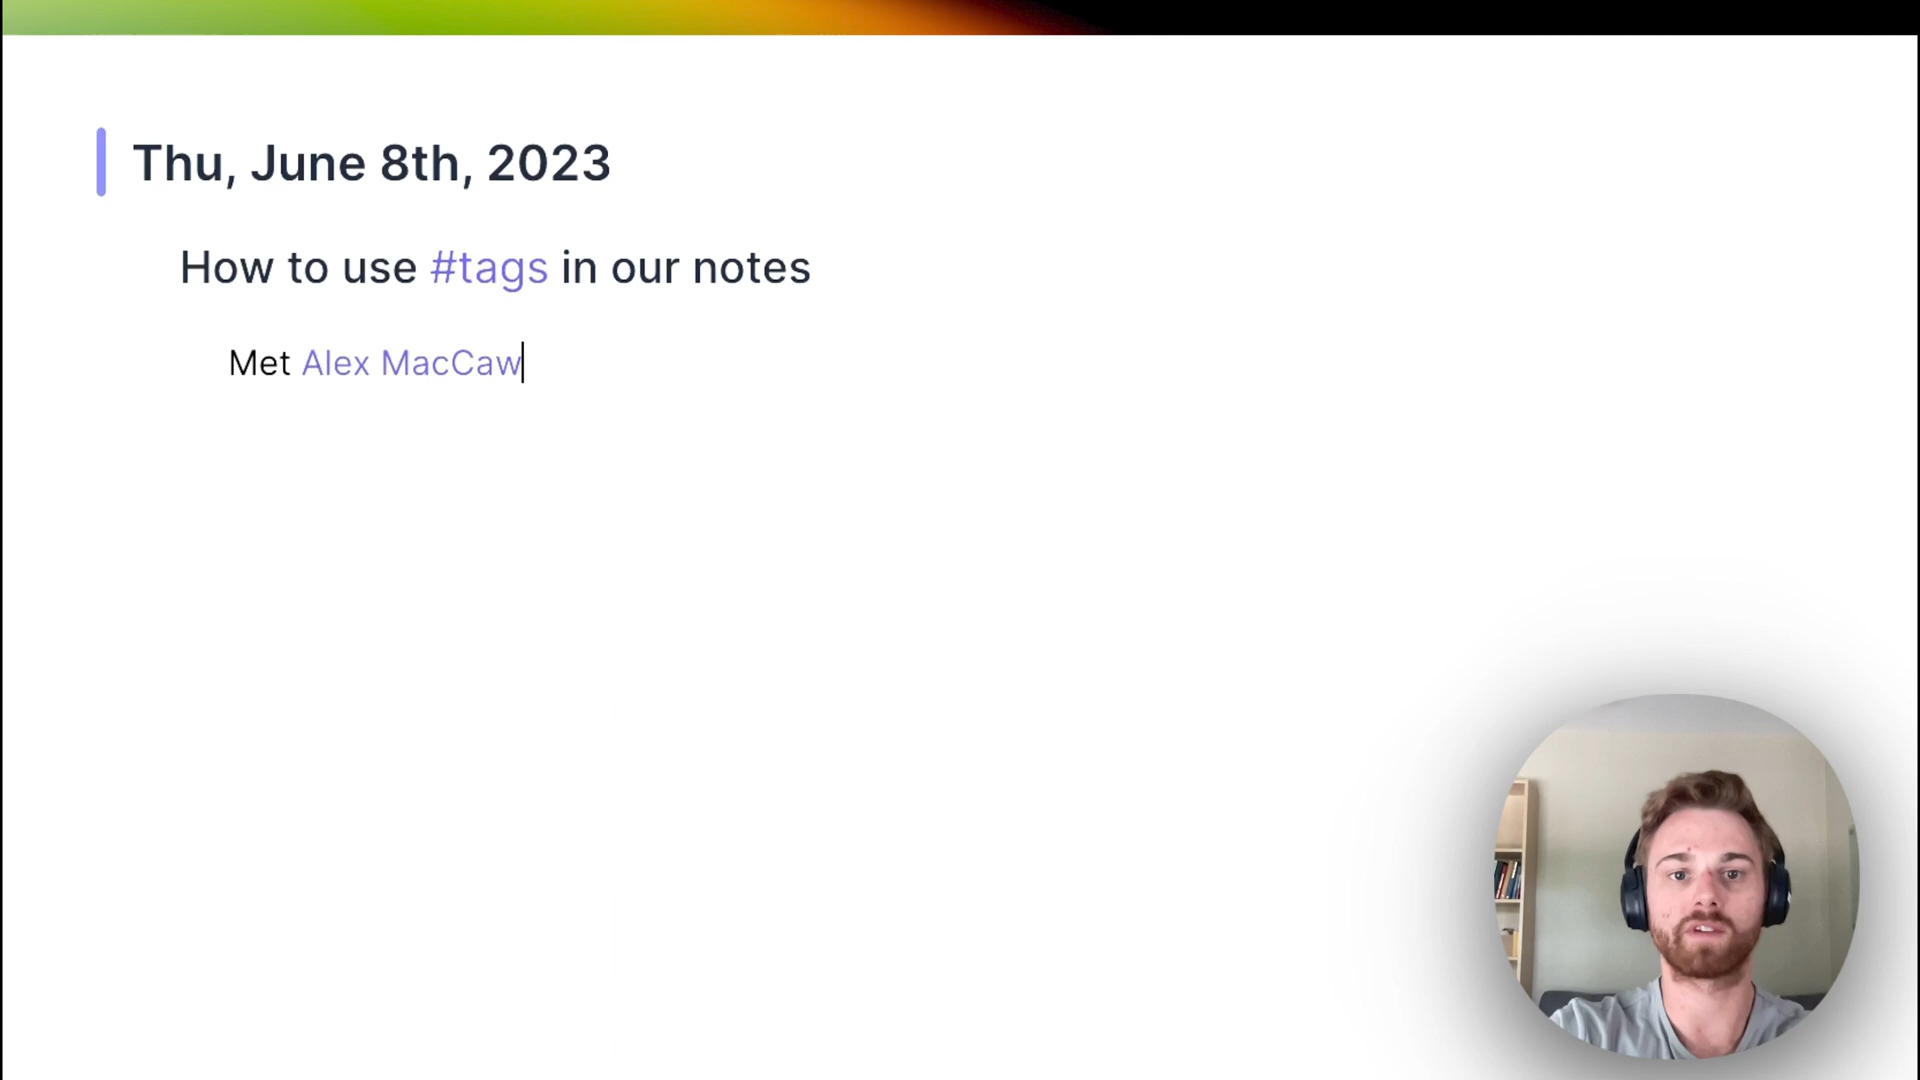 Thu, June 8th, 2023
How to use #tags in our notes
Met Alex MacCaw